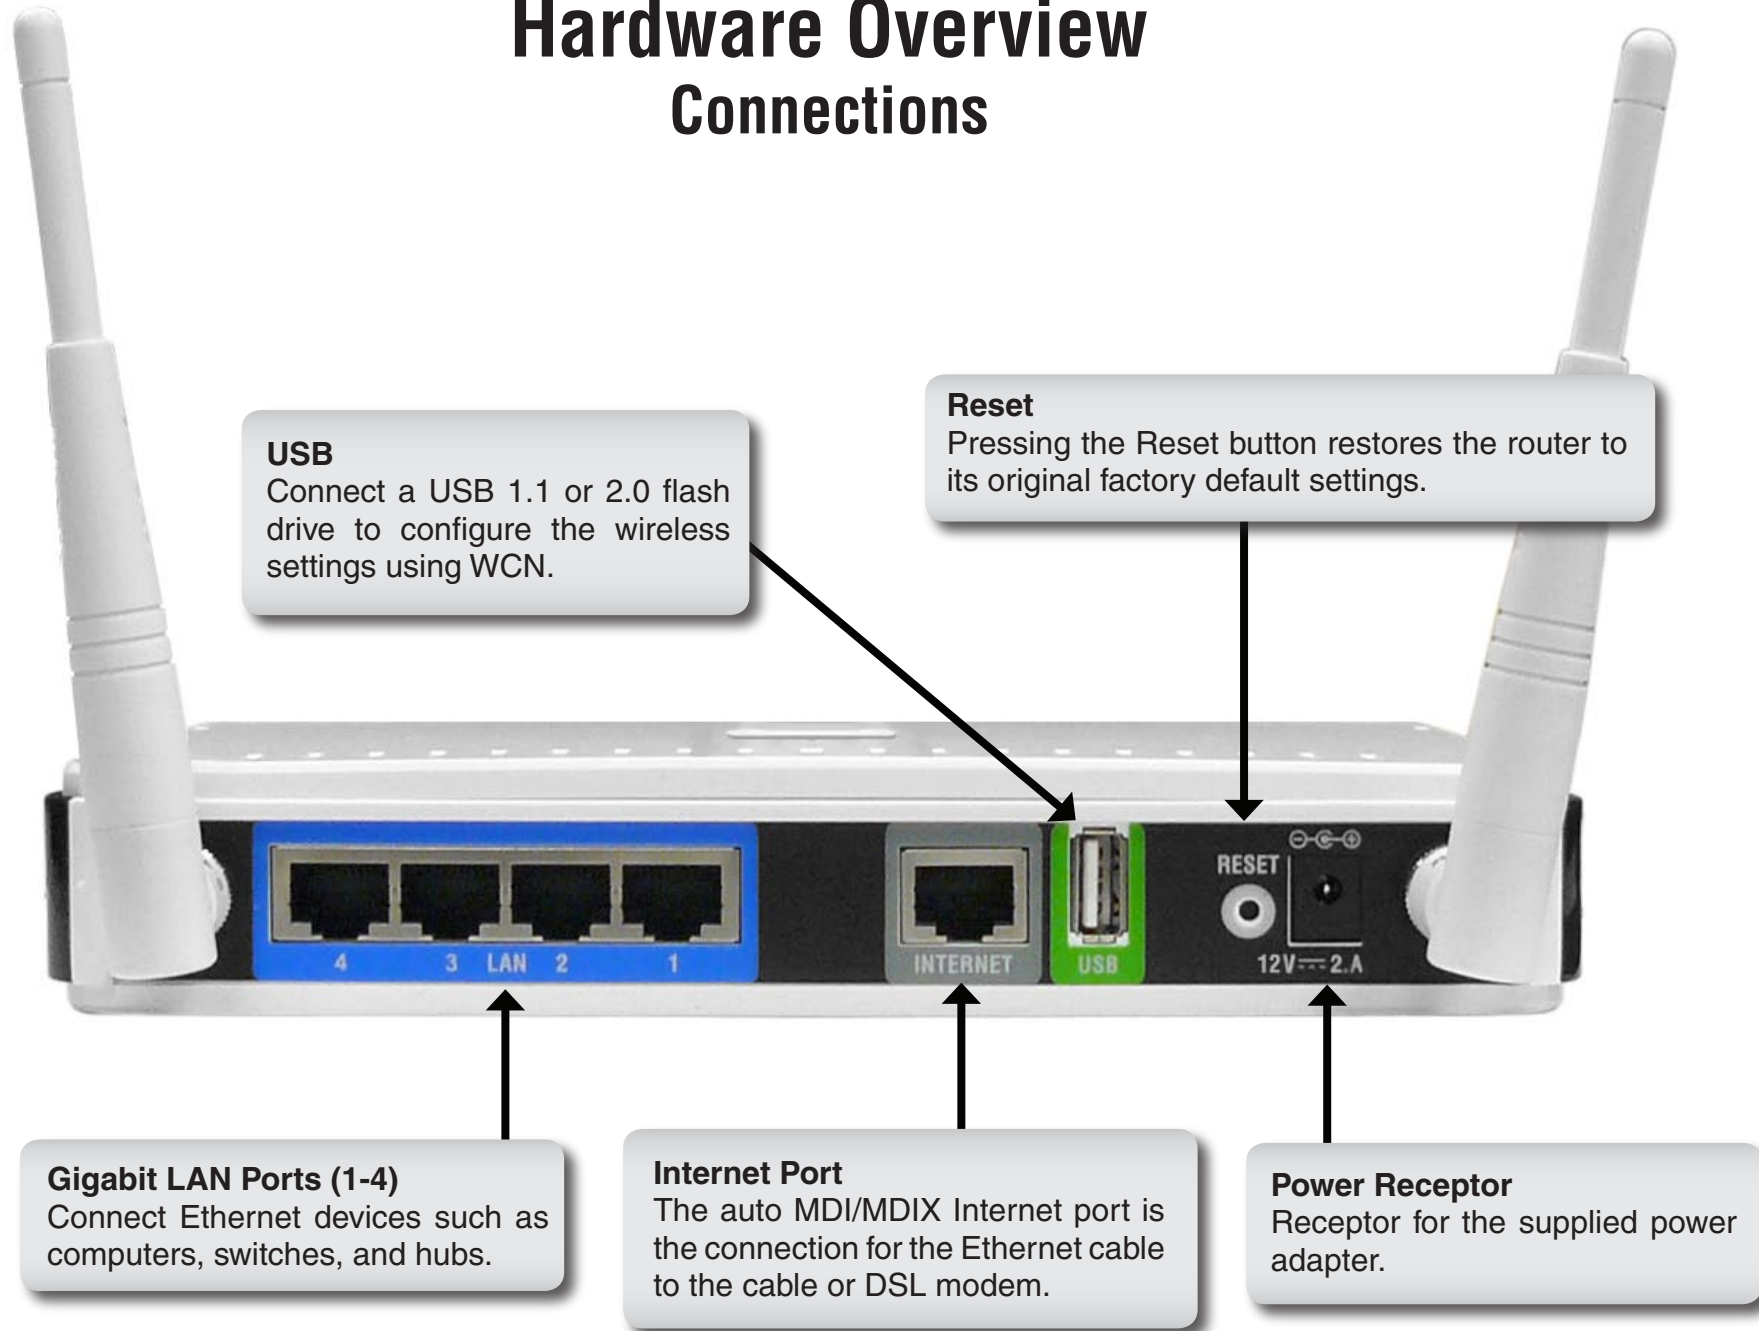 Hardware Overview
Connections
Reset
Pressing the Reset button restores the router to
its original factory default settings.
USB
Connect a USB 1.1 or 2.0 flash
drive to configure the wireless
settings using WCN.
RESET
4 3 LAN 2 1
INTERNET
USB
12V⎓2.A
Gigabit LAN Ports (1-4)
Connect Ethernet devices such as
computers, switches, and hubs.
Internet Port
The auto MDI/MDIX Internet port is
the connection for the Ethernet cable
to the cable or DSL modem.
Power Receptor
Receptor for the supplied power
adapter.